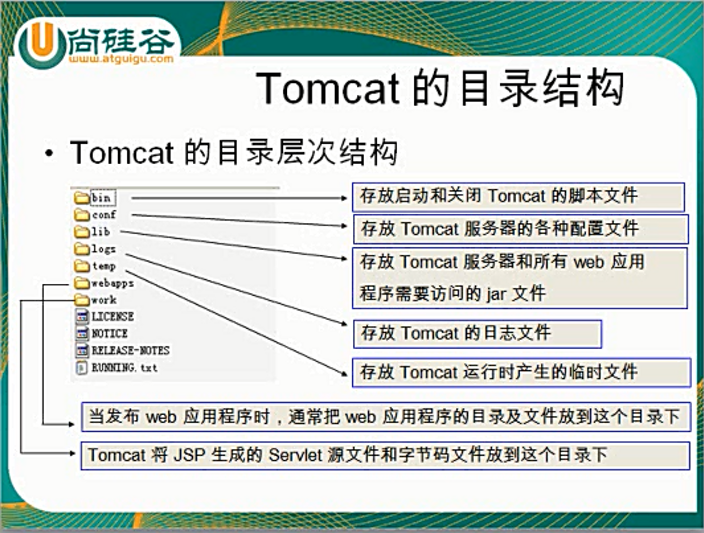 尚硅谷
www.atguigu.com
Tomcat 的目录结构
• Tomcat 的目录层次结构
bin
conf
lib
logs
temp
webapps
work
LICENSE
NOTICE
RELEASE-NOTES
RUNNING.txt
存放启动和关闭 Tomcat 的脚本文件
存放 Tomcat 服务器的各种配置文件
存放 Tomcat 服务器和所有 web 应用
程序需要访问的 jar 文件
存放 Tomcat 的日志文件
存放 Tomcat 运行时产生的临时文件
当发布 web 应用程序时，通常把 web 应用程序的目录及文件放到这个目录下
Tomcat 将 JSP 生成的 Servlet 源文件和字节码文件放到这个目录下